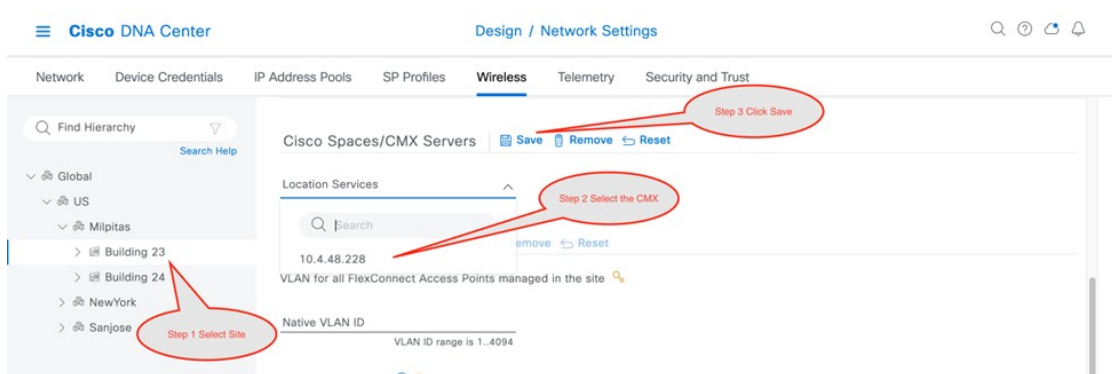 Cisco DNA Center
Design / Network Settings
Network Device Credentials IP Address Pools SP Profiles Wireless Telemetry Security and Trust
Step 3 Click Save
Find Hierarchy
Search Help
Cisco Spaces/CMX Servers Save Remove Reset
Global
US
Milpitas
Building 23
Building 24
NewYork
Sanjose
Step 1 Select Site
Location Services
Step 2 Select the CMX
Search
emove Reset
10.4.48.228
VLAN for all FlexConnect Access Points managed in the site
Native VLAN ID
VLAN ID range is 1..4094